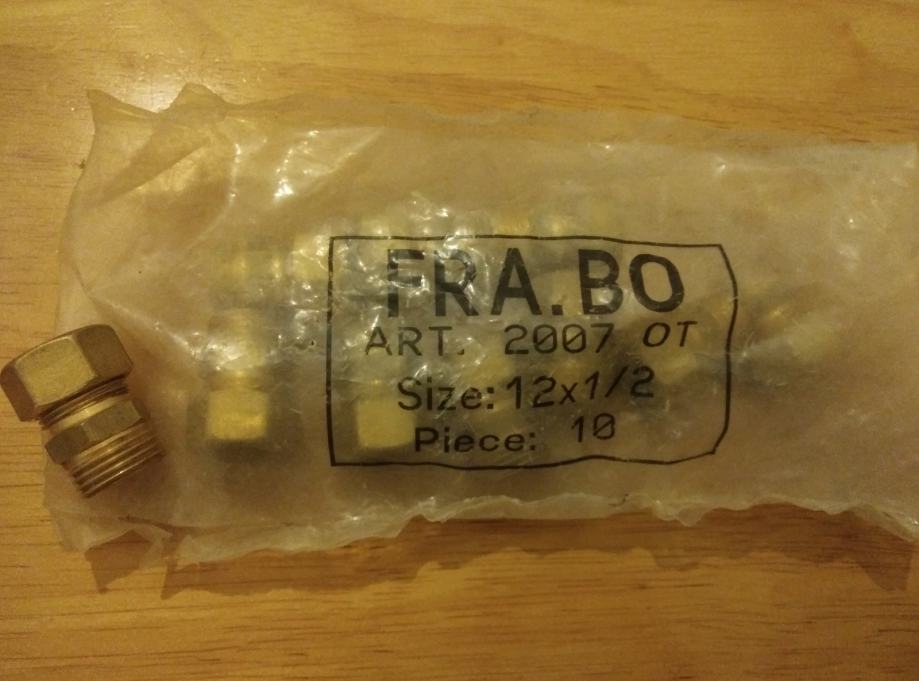 FRA.BO
ART. 2007 OT
Size: 12x1/2
Piece: 10